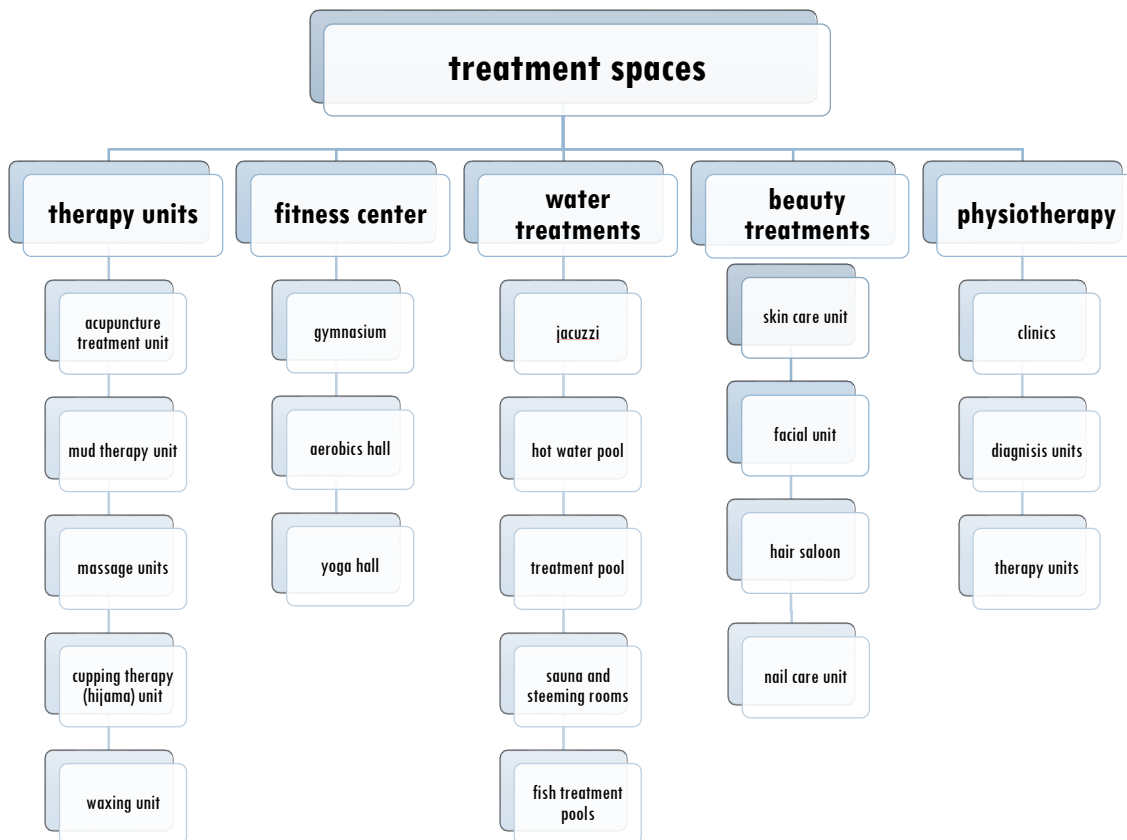 treatment spaces
therapy units
acupuncture
treatment unit
mud therapy unit
massage units
cupping therapy
(hijama) unit
waxing unit
fitness center
gymnasium
aerobics hall
yoga hall
water
treatments
jacuzzi
hot water pool
treatment pool
sauna and
steeming rooms
fish treatment
pools
beauty
treatments
skin care unit
facial unit
hair saloon
nail care unit
physiotherapy
clinics
diagnisis units
therapy units